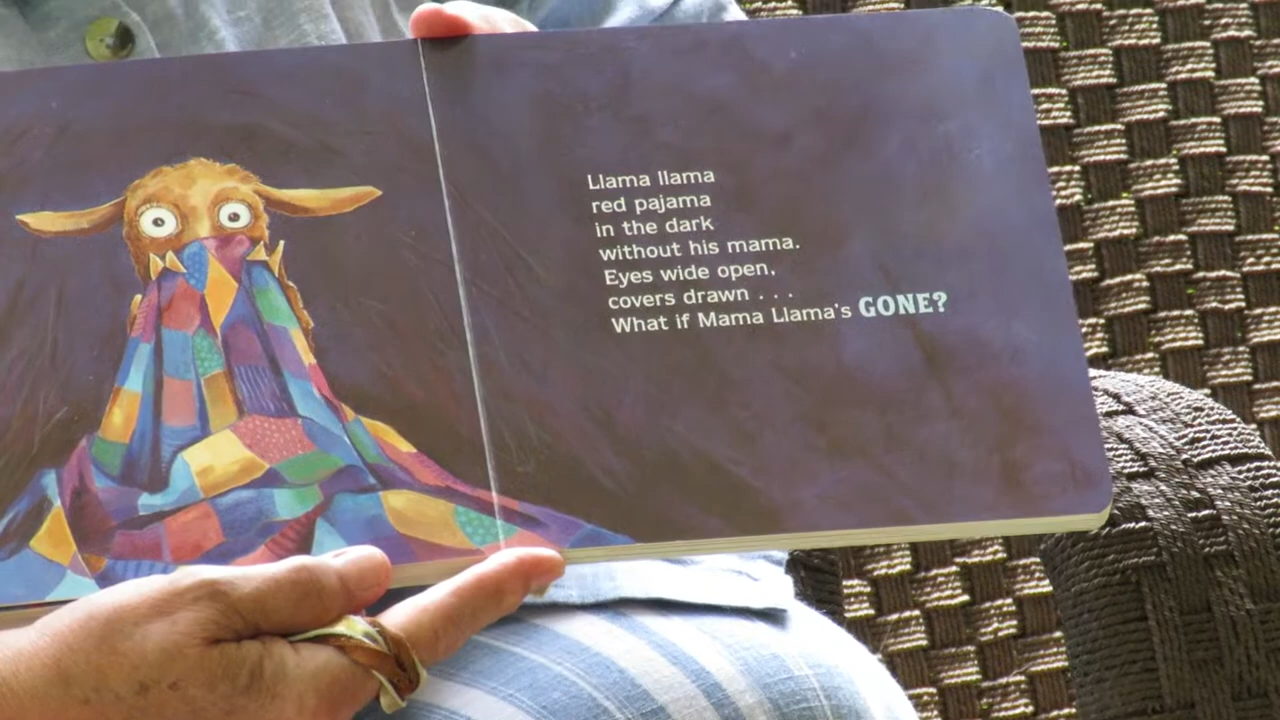 Llama llama
red pajama
in the dark
without his mama.
Eyes wide open,
covers drawn . . .
What if Mama Llama's GONE?